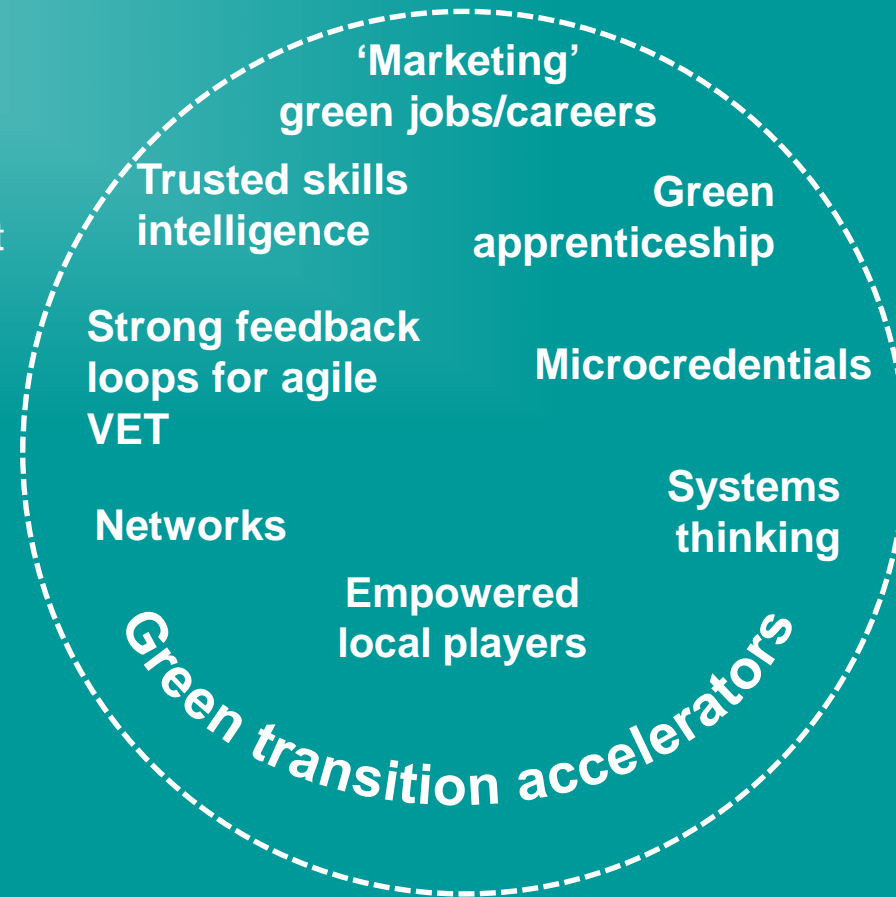 ‘Marketing’
green jobs/careers
Trusted skills
intelligence
Green
apprenticeship
Strong feedback
loops for agile
VET
Microcredentials
Networks
Systems
thinking
Empowered
local players
Green transition accelerators